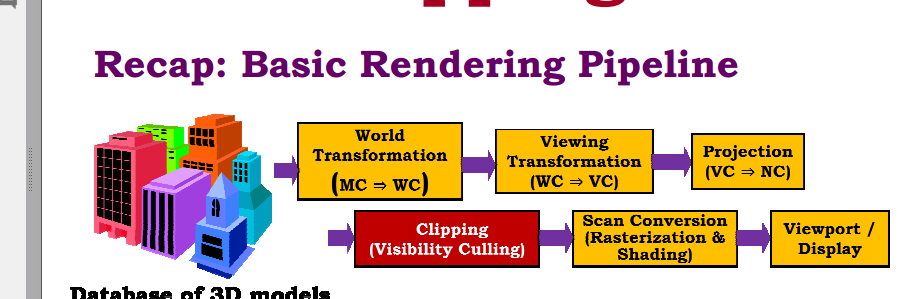 Recap: Basic Rendering Pipeline
World
Transformation
(MC ⇒ WC)
Viewing
Transformation
(WC ⇒ VC)
Projection
(VC ⇒ NC)
Clipping
(Visibility Culling)
Scan Conversion
(Rasterization &
Shading)
Viewport /
Display
Database of 3D models